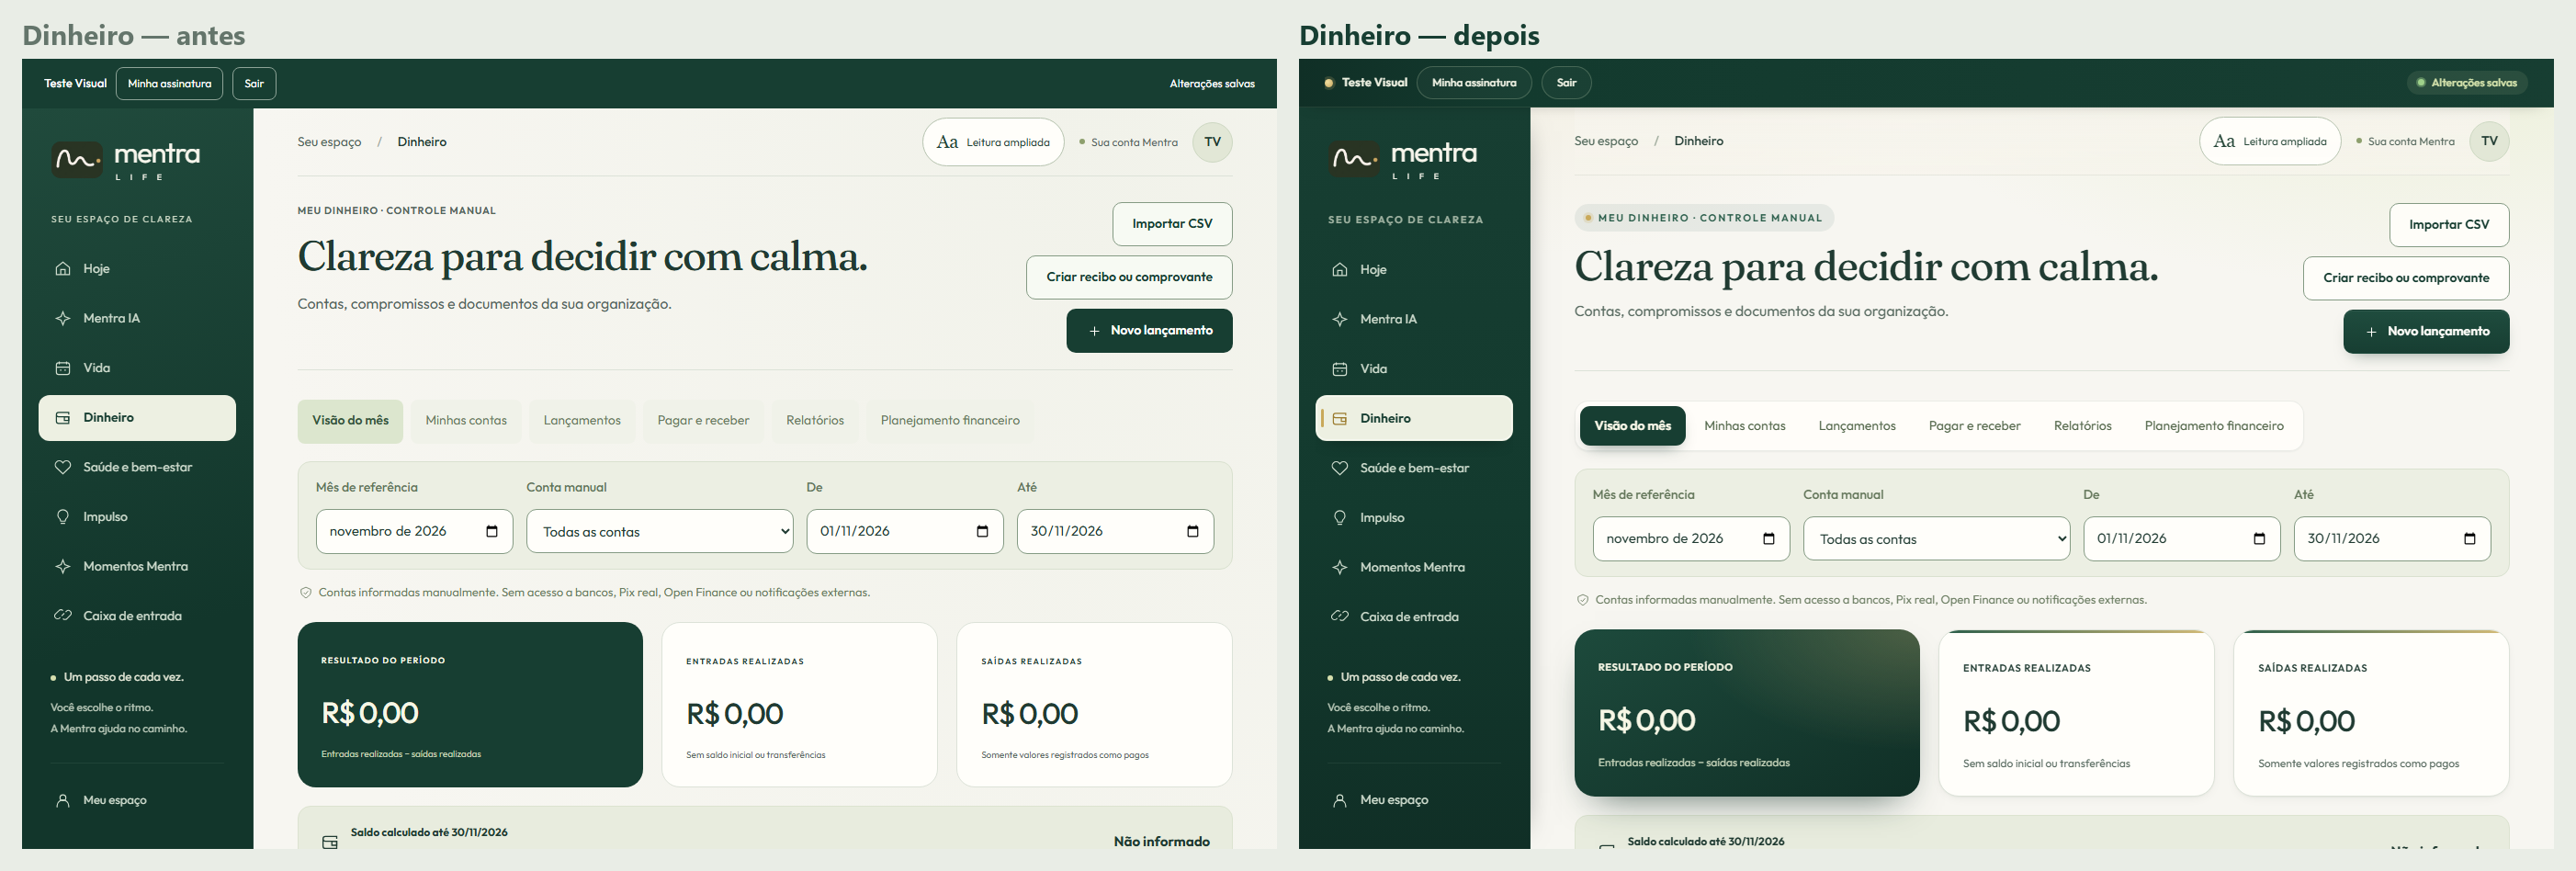 Dinheiro — antes
Teste Visual Minha assinatura Sair Alterações salvas
mentra
LIFE
SEU ESPAÇO DE CLAREZA
Hoje
Mentra IA
Vida
Dinheiro
Saúde e bem-estar
Impulso
Momentos Mentra
Caixa de entrada
Um passo de cada vez.
Você escolhe o ritmo.
A Mentra ajuda no caminho.
Meu espaço
Seu espaço / Dinheiro Aa Leitura ampliada Sua conta Mentra TV
MEU DINHEIRO · CONTROLE MANUAL
Clareza para decidir com calma.
Contas, compromissos e documentos da sua organização.
Importar CSV
Criar recibo ou comprovante
+ Novo lançamento
Visão do mês Minhas contas Lançamentos Pagar e receber Relatórios Planejamento financeiro
Mês de referência Conta manual De Até
novembro de 2026 Todas as contas 01/11/2026 30/11/2026
Contas informadas manualmente. Sem acesso a bancos, Pix real, Open Finance ou notificações externas.
RESULTADO DO PERÍODO
R$ 0,00
Entradas realizadas − saídas realizadas
ENTRADAS REALIZADAS
R$ 0,00
Sem saldo inicial ou transferências
SAÍDAS REALIZADAS
R$ 0,00
Somente valores registrados como pagos
Saldo calculado até 30/11/2026
Não informado
Dinheiro — depois
Teste Visual Minha assinatura Sair Alterações salvas
mentra
LIFE
SEU ESPAÇO DE CLAREZA
Hoje
Mentra IA
Vida
Dinheiro
Saúde e bem-estar
Impulso
Momentos Mentra
Caixa de entrada
Um passo de cada vez.
Você escolhe o ritmo.
A Mentra ajuda no caminho.
Meu espaço
Seu espaço / Dinheiro Aa Leitura ampliada Sua conta Mentra TV
MEU DINHEIRO · CONTROLE MANUAL
Clareza para decidir com calma.
Contas, compromissos e documentos da sua organização.
Importar CSV
Criar recibo ou comprovante
+ Novo lançamento
Visão do mês Minhas contas Lançamentos Pagar e receber Relatórios Planejamento financeiro
Mês de referência Conta manual De Até
novembro de 2026 Todas as contas 01/11/2026 30/11/2026
Contas informadas manualmente. Sem acesso a bancos, Pix real, Open Finance ou notificações externas.
RESULTADO DO PERÍODO
R$ 0,00
Entradas realizadas − saídas realizadas
ENTRADAS REALIZADAS
R$ 0,00
Sem saldo inicial ou transferências
SAÍDAS REALIZADAS
R$ 0,00
Somente valores registrados como pagos
Saldo calculado até 30/11/2026